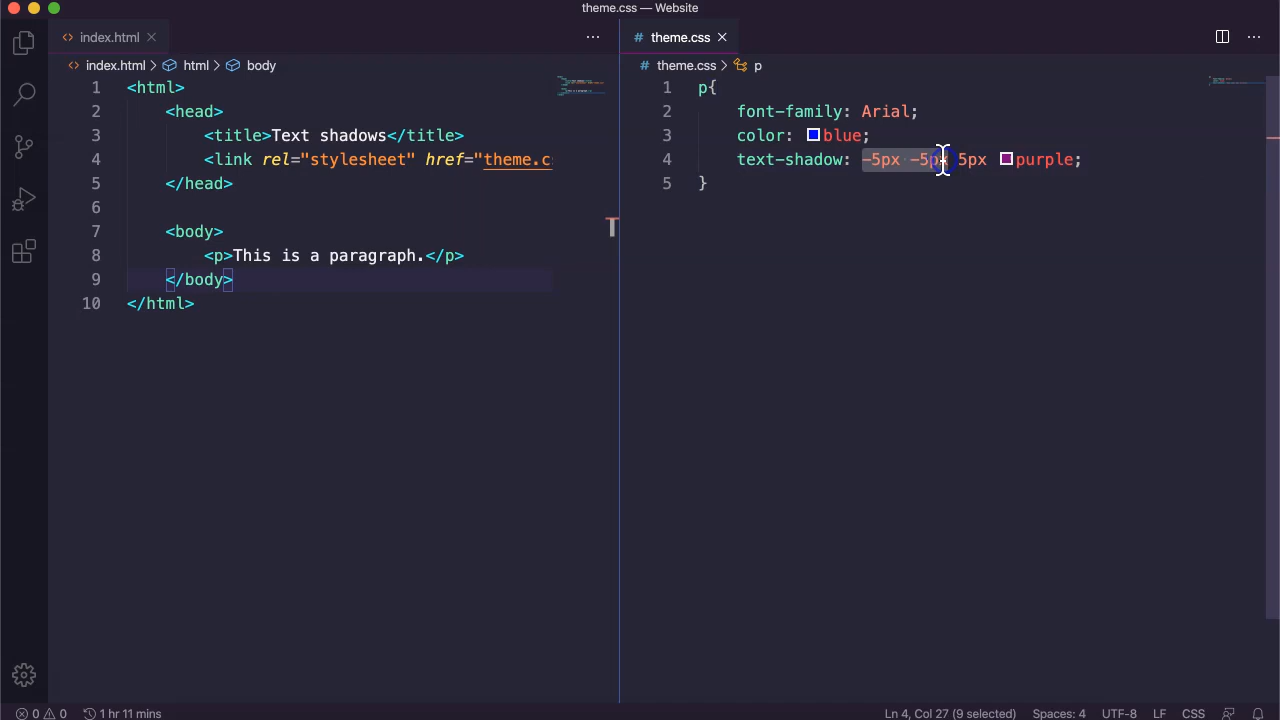 theme.css — Website
index.html
theme.css
index.html > html > body
theme.css > p
1 <html>
2 <head>
3 <title>Text shadows</title>
4 <link rel="stylesheet" href="theme.c
5 </head>
6
7 <body>
8 <p>This is a paragraph.</p>
9 </body>
10 </html>
1 p{
2 font-family: Arial;
3 color: blue;
4 text-shadow: -5px -5px 5px purple;
5 }
T
0 0 1 hr 11 mins
Ln 4, Col 27 (9 selected) Spaces: 4 UTF-8 LF CSS